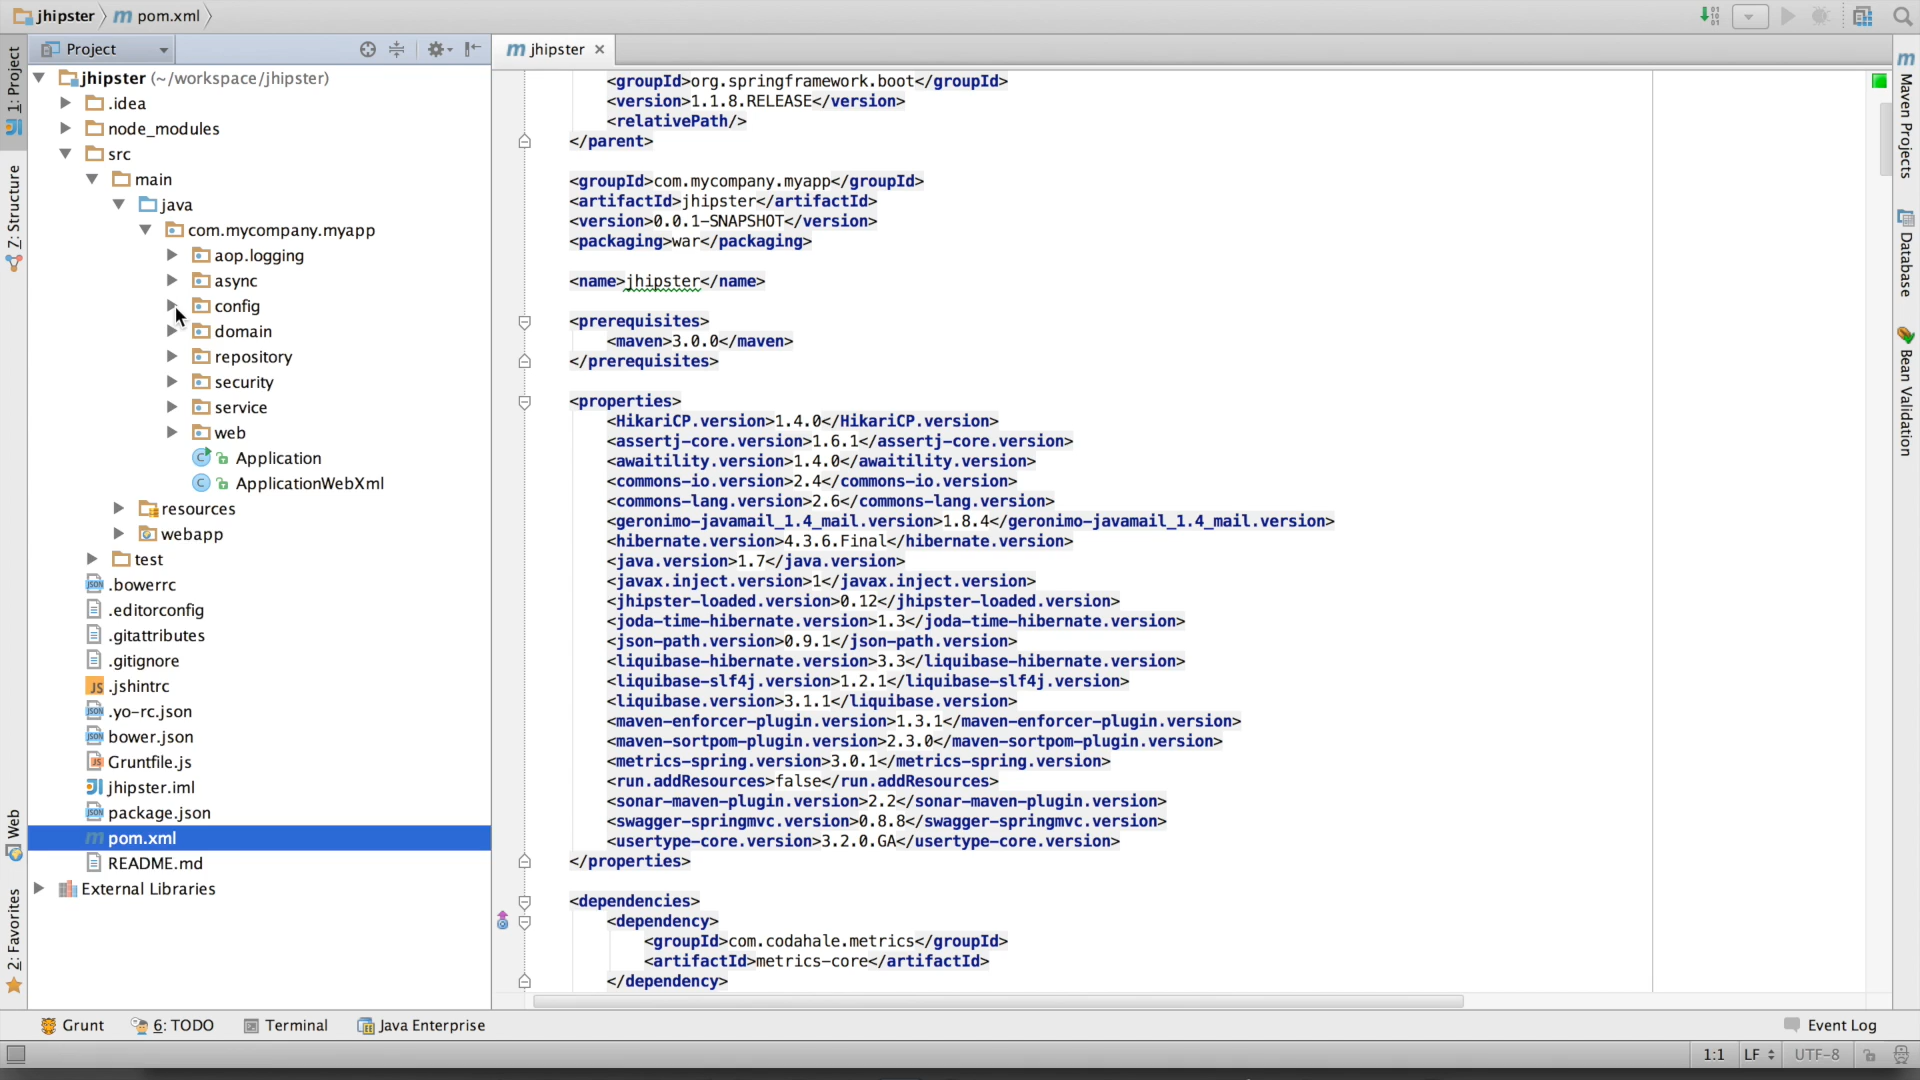 jhipster
pom.xml
Project
jhipster
1: Project
Z: Structure
Web
2: Favorites
jhipster (~/workspace/jhipster)
.idea
node_modules
src
main
java
com.mycompany.myapp
aop.logging
async
config
domain
repository
security
service
web
Application
ApplicationWebXml
resources
webapp
test
.bowerrc
.editorconfig
.gitattributes
.gitignore
.jshintrc
.yo-rc.json
bower.json
Gruntfile.js
jhipster.iml
package.json
pom.xml
README.md
External Libraries
<groupId>org.springframework.boot</groupId>
<version>1.1.8.RELEASE</version>
<relativePath/>
</parent>
<groupId>com.mycompany.myapp</groupId>
<artifactId>jhipster</artifactId>
<version>0.0.1-SNAPSHOT</version>
<packaging>war</packaging>
<name>jhipster</name>
<prerequisites>
<maven>3.0.0</maven>
</prerequisites>
<properties>
<HikariCP.version>1.4.0</HikariCP.version>
<assertj-core.version>1.6.1</assertj-core.version>
<awaitility.version>1.4.0</awaitility.version>
<commons-io.version>2.4</commons-io.version>
<commons-lang.version>2.6</commons-lang.version>
<geronimo-javamail_1.4_mail.version>1.8.4</geronimo-javamail_1.4_mail.version>
<hibernate.version>4.3.6.Final</hibernate.version>
<java.version>1.7</java.version>
<javax.inject.version>1</javax.inject.version>
<jhipster-loaded.version>0.12</jhipster-loaded.version>
<joda-time-hibernate.version>1.3</joda-time-hibernate.version>
<json-path.version>0.9.1</json-path.version>
<liquibase-hibernate.version>3.3</liquibase-hibernate.version>
<liquibase-slf4j.version>1.2.1</liquibase-slf4j.version>
<liquibase.version>3.1.1</liquibase.version>
<maven-enforcer-plugin.version>1.3.1</maven-enforcer-plugin.version>
<maven-sortpom-plugin.version>2.3.0</maven-sortpom-plugin.version>
<metrics-spring.version>3.0.1</metrics-spring.version>
<run.addResources>false</run.addResources>
<sonar-maven-plugin.version>2.2</sonar-maven-plugin.version>
<swagger-springmvc.version>0.8.8</swagger-springmvc.version>
<usertype-core.version>3.2.0.GA</usertype-core.version>
</properties>
<dependencies>
<dependency>
<groupId>com.codahale.metrics</groupId>
<artifactId>metrics-core</artifactId>
</dependency>
Maven Projects
Database
Bean Validation
Grunt
6: TODO
Terminal
Java Enterprise
Event Log
1:1
LF
UTF-8